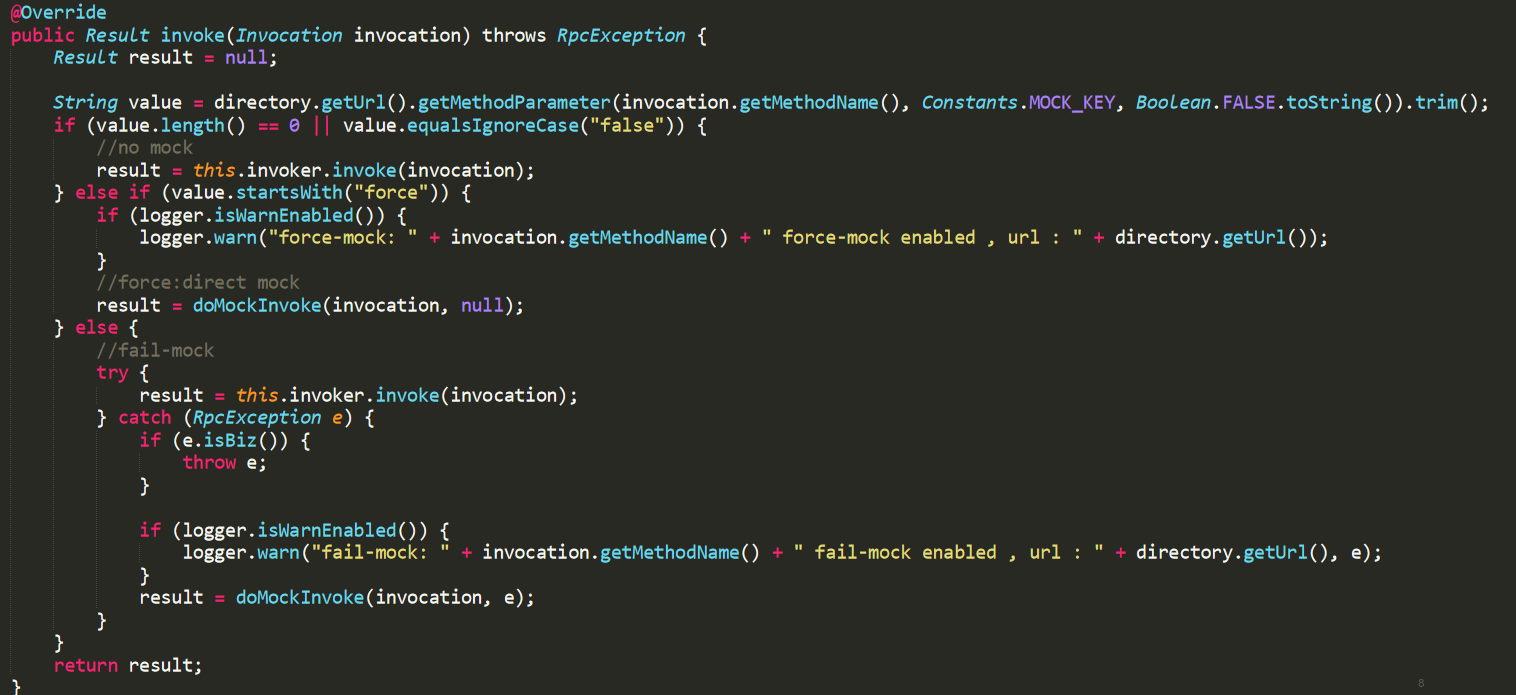 @Override
public Result invoke(Invocation invocation) throws RpcException {
    Result result = null;

    String value = directory.getUrl().getMethodParameter(invocation.getMethodName(), Constants.MOCK_KEY, Boolean.FALSE.toString()).trim();
    if (value.length() == 0 || value.equalsIgnoreCase("false")) {
        //no mock
        result = this.invoker.invoke(invocation);
    } else if (value.startsWith("force")) {
        if (logger.isWarnEnabled()) {
            logger.warn("force-mock: " + invocation.getMethodName() + " force-mock enabled , url : " + directory.getUrl());
        }
        //force:direct mock
        result = doMockInvoke(invocation, null);
    } else {
        //fail-mock
        try {
            result = this.invoker.invoke(invocation);
        } catch (RpcException e) {
            if (e.isBiz()) {
                throw e;
            }

            if (logger.isWarnEnabled()) {
                logger.warn("fail-mock: " + invocation.getMethodName() + " fail-mock enabled , url : " + directory.getUrl(), e);
            }
            result = doMockInvoke(invocation, e);
        }
    }
    return result;
}
8